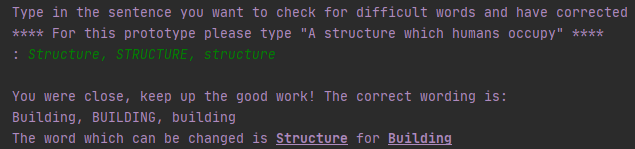 Type in the sentence you want to check for difficult words and have corrected
**** For this prototype please type "A structure which humans occupy" ****
: Structure, STRUCTURE, structure
You were close, keep up the good work! The correct wording is:
Building, BUILDING, building
The word which can be changed is Structure for Building